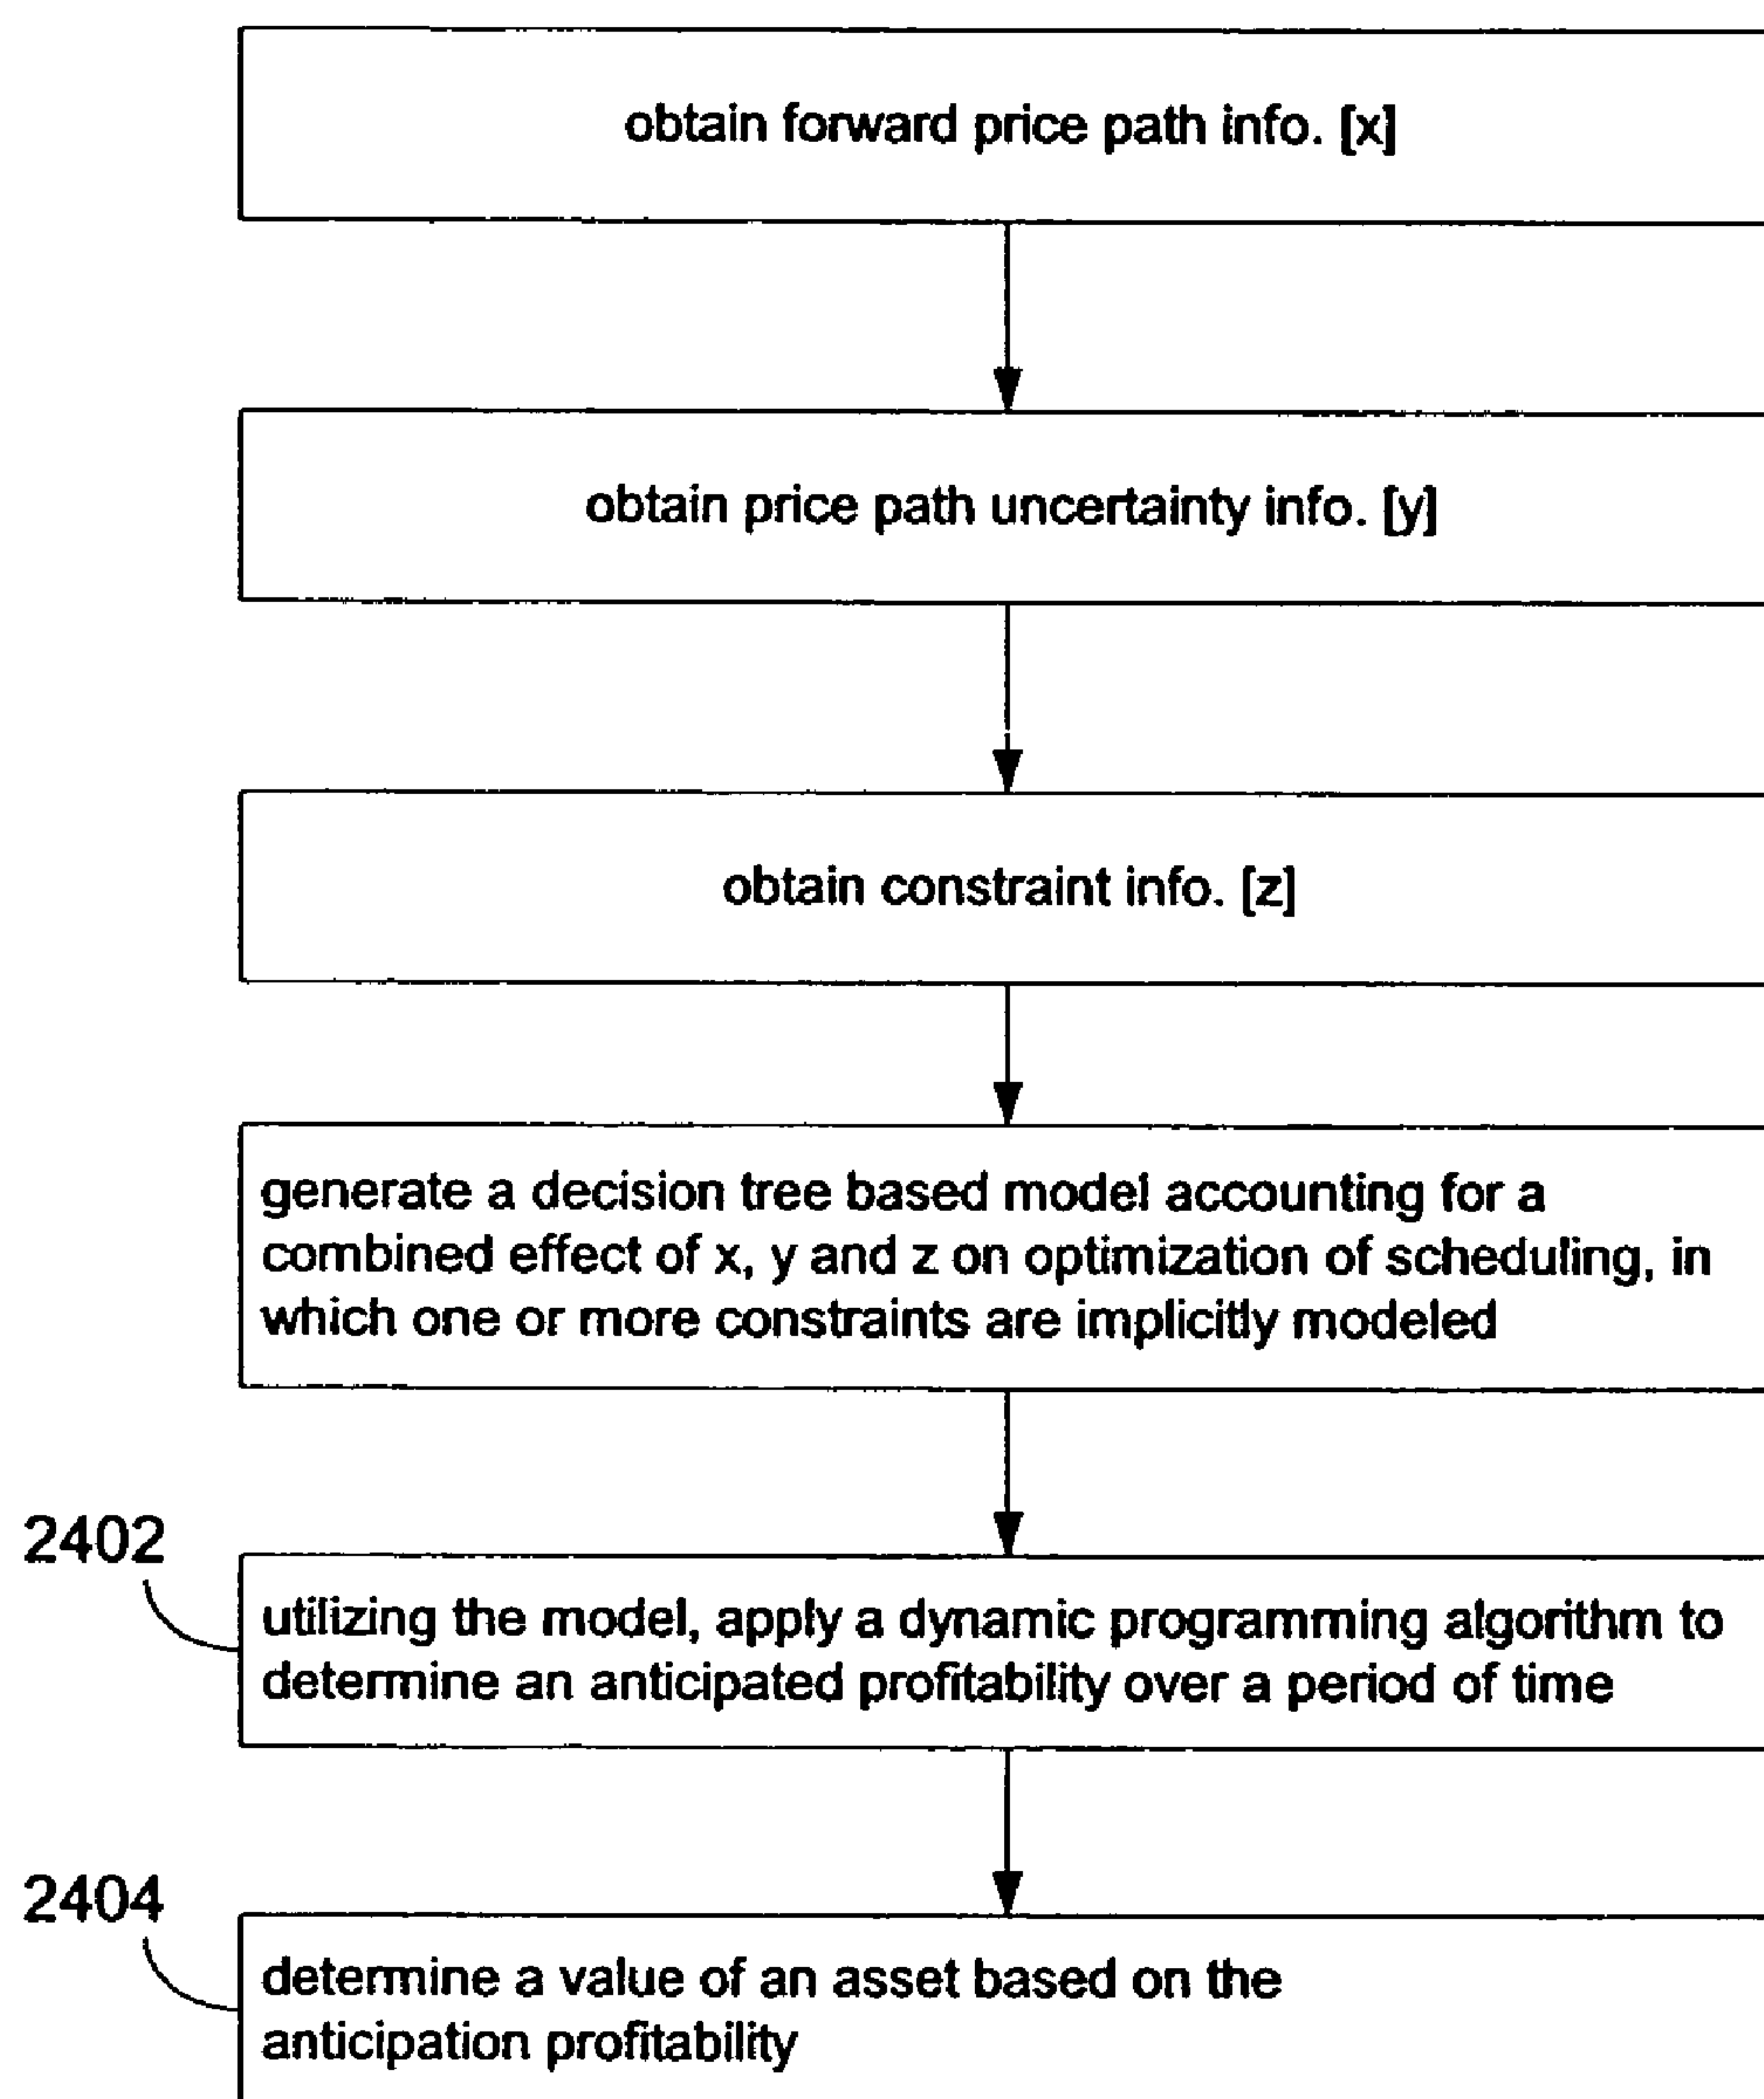 obtain forward price path info. [x]
obtain price path uncertainty info. [y]
obtain constraint info. [z]
generate a decision tree based model accounting for a
combined effect of x, y and z on optimization of scheduling, in
which one or more constraints are implicitly modeled
2402
utilizing the model, apply a dynamic programming algorithm to
determine an anticipated profitability over a period of time
2404
determine a value of an asset based on the
anticipation profitability